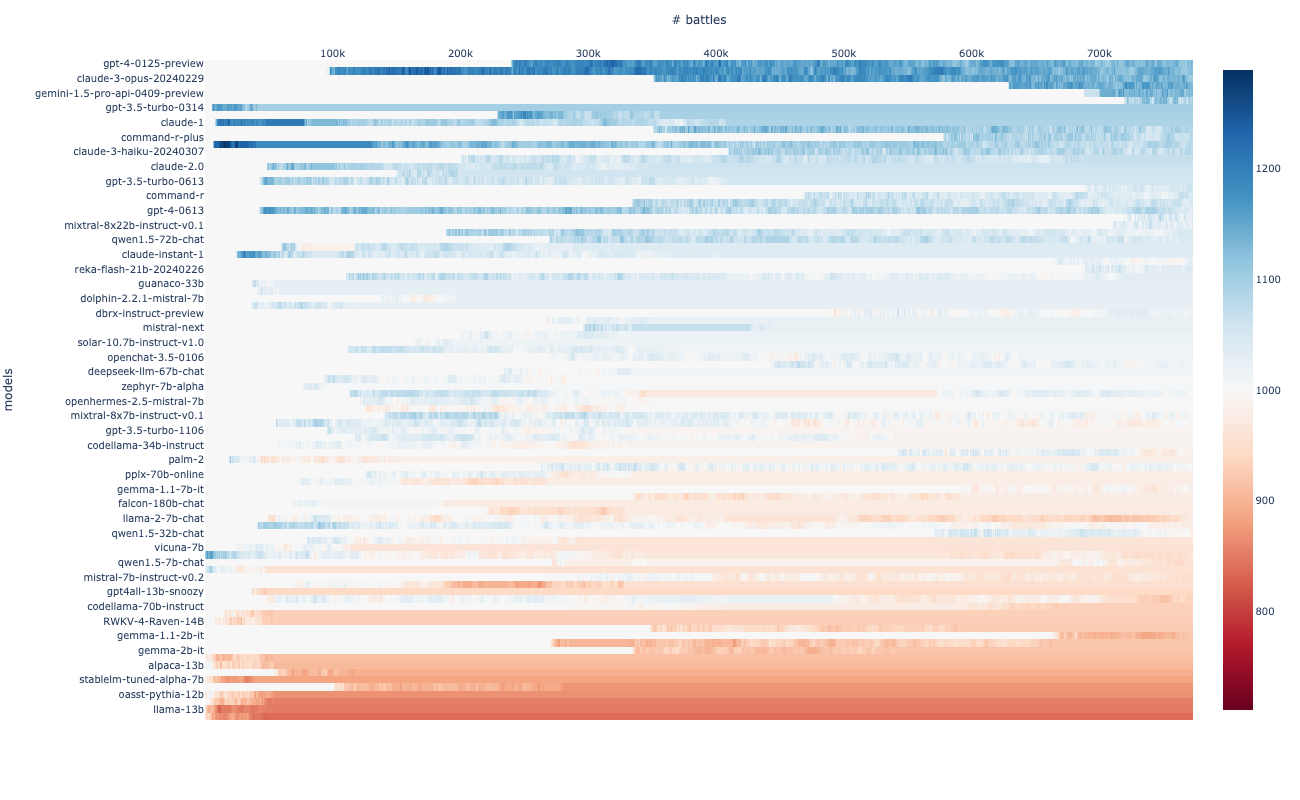 # battles
100k 200k 300k 400k 500k 600k 700k
models
gpt-4-0125-preview
claude-3-opus-20240229
gemini-1.5-pro-api-0409-preview
gpt-3.5-turbo-0314
claude-1
command-r-plus
claude-3-haiku-20240307
claude-2.0
gpt-3.5-turbo-0613
command-r
gpt-4-0613
mixtral-8x22b-instruct-v0.1
qwen1.5-72b-chat
claude-instant-1
reka-flash-21b-20240226
guanaco-33b
dolphin-2.2.1-mistral-7b
dbrx-instruct-preview
mistral-next
solar-10.7b-instruct-v1.0
openchat-3.5-0106
deepseek-llm-67b-chat
zephyr-7b-alpha
openhermes-2.5-mistral-7b
mixtral-8x7b-instruct-v0.1
gpt-3.5-turbo-1106
codellama-34b-instruct
palm-2
pplx-70b-online
gemma-1.1-7b-it
falcon-180b-chat
llama-2-7b-chat
qwen1.5-32b-chat
vicuna-7b
qwen1.5-7b-chat
mistral-7b-instruct-v0.2
gpt4all-13b-snoozy
codellama-70b-instruct
RWKV-4-Raven-14B
gemma-1.1-2b-it
gemma-2b-it
alpaca-13b
stablelm-tuned-alpha-7b
oasst-pythia-12b
llama-13b
1200
1100
1000
900
800